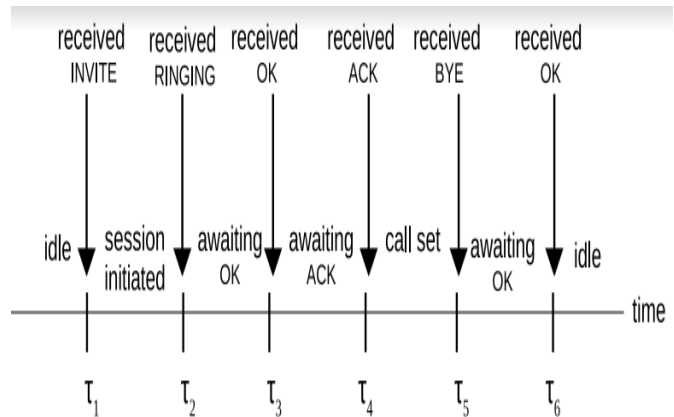 received received received received received received
INVITE RINGING OK ACK BYE OK
idle session initiated awaiting OK awaiting ACK call set awaiting OK idle
time
τ1 τ2 τ3 τ4 τ5 τ6